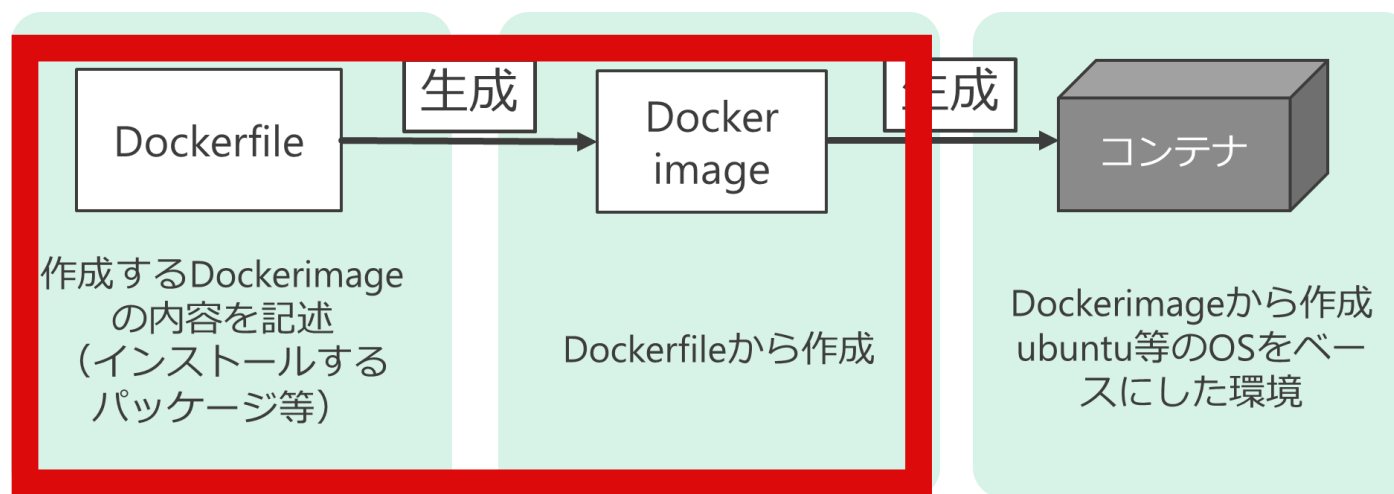 Dockerfile
生成
Docker
image
生成
コンテナ
作成するDockerimage
の内容を記述
（インストールする
パッケージ等）
Dockerfileから作成
Dockerimageから作成
ubuntu等のOSをベー
スにした環境